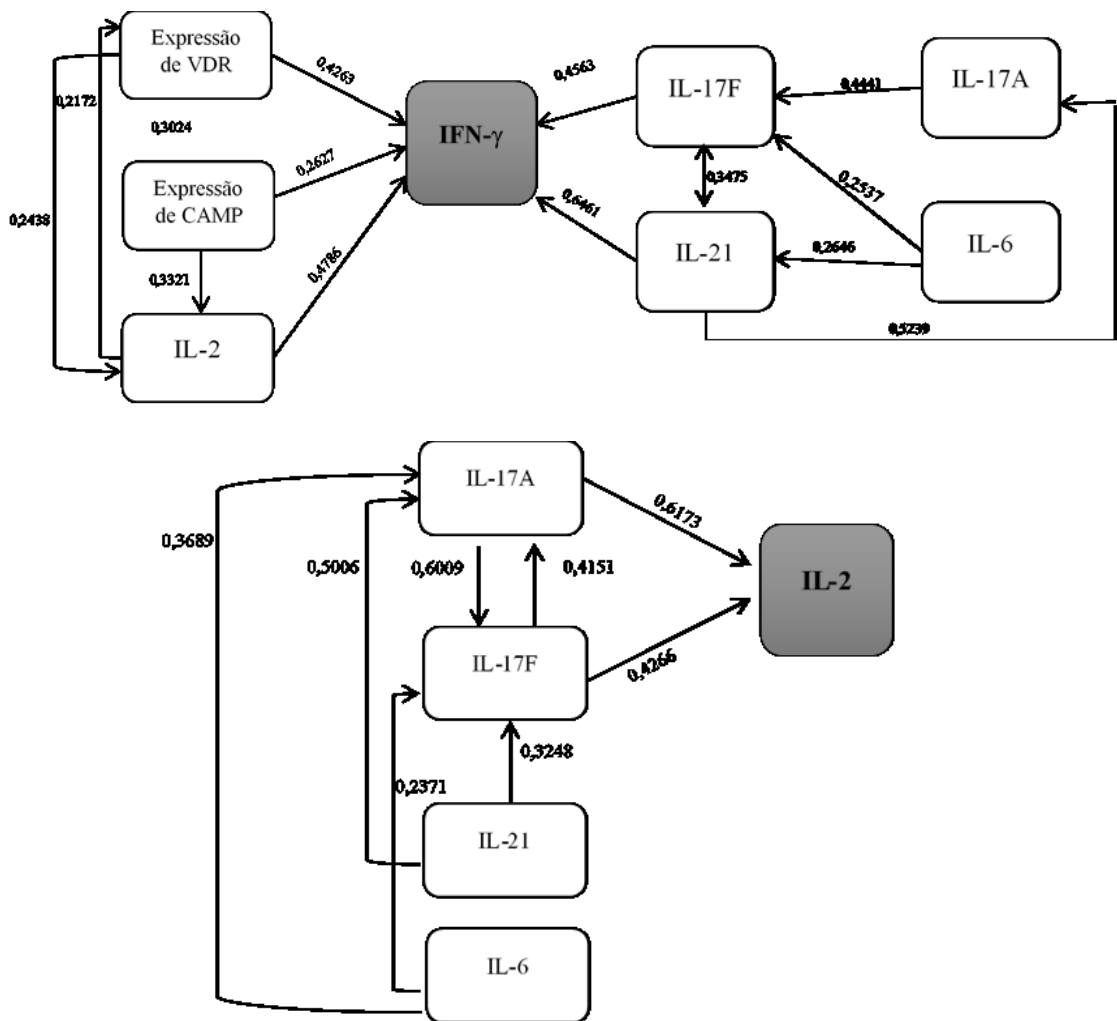 Expressão
de VDR
0,4263
0,2172
0,3024
0,2438
Expressão
de CAMP
0,2627
0,3321
IL-2
0,4786
IFN-γ
0,4563
IL-17F
0,4441
IL-17A
0,3475
0,2537
0,6461
IL-21
0,2646
IL-6
0,5239
IL-17A
0,6173
0,3689
0,5006
0,6009
0,4151
IL-2
IL-17F
0,4266
0,2371
0,3248
IL-21
IL-6